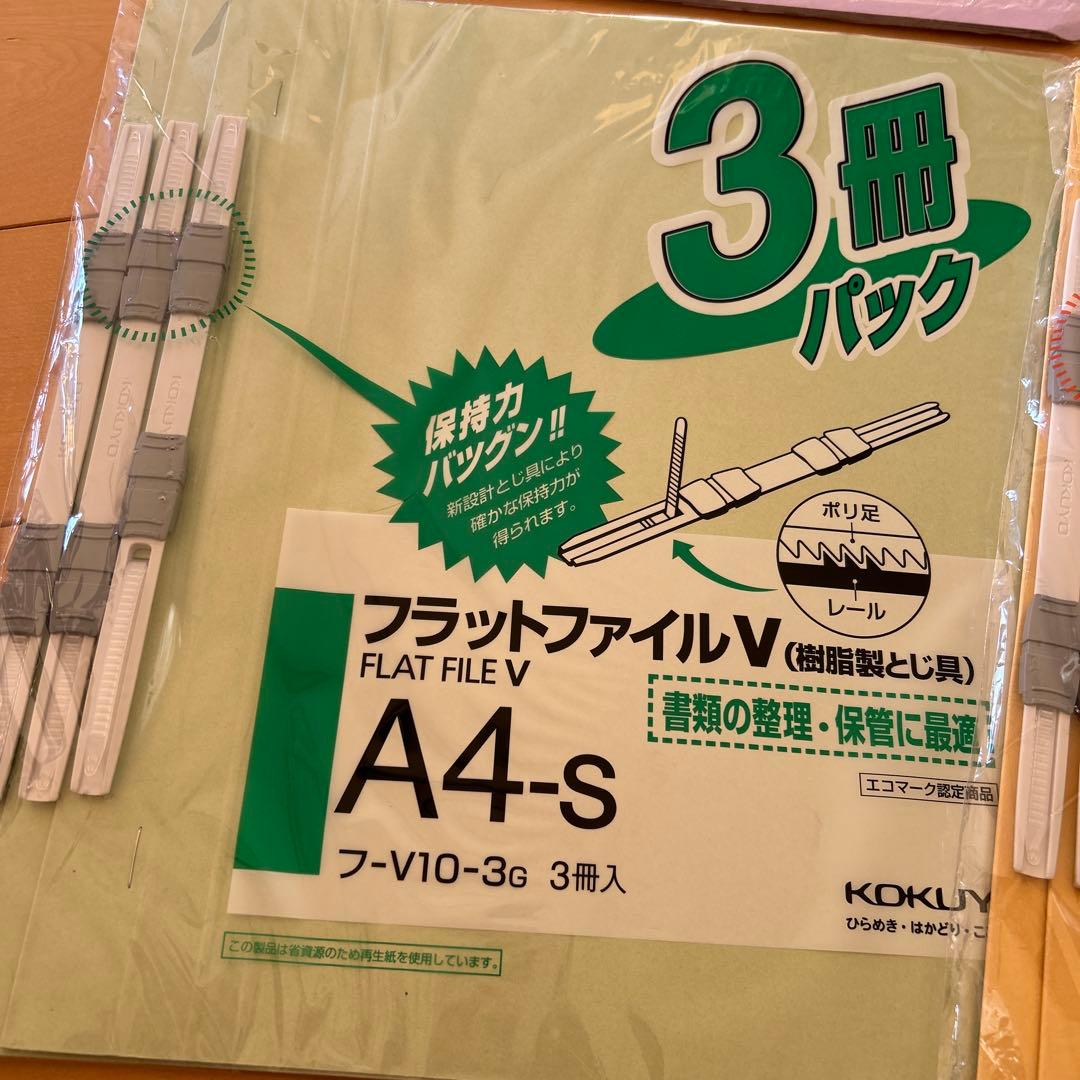 3冊
パック
保持力
バツグン!!
新設計とじ具により
確かな保持力が
得られます。
ポリ足
レール
フラットファイルV(樹脂製とじ具)
FLAT FILE V
書類の整理・保管に最適
A4-S
エコマーク認定商品
フ-V10-3G 3冊入
KOKUY
ひらめき・はかどり・こ
この製品は省資源のため再生紙を使用しています。
KOKUYO
KOKUYO
KOKUYO